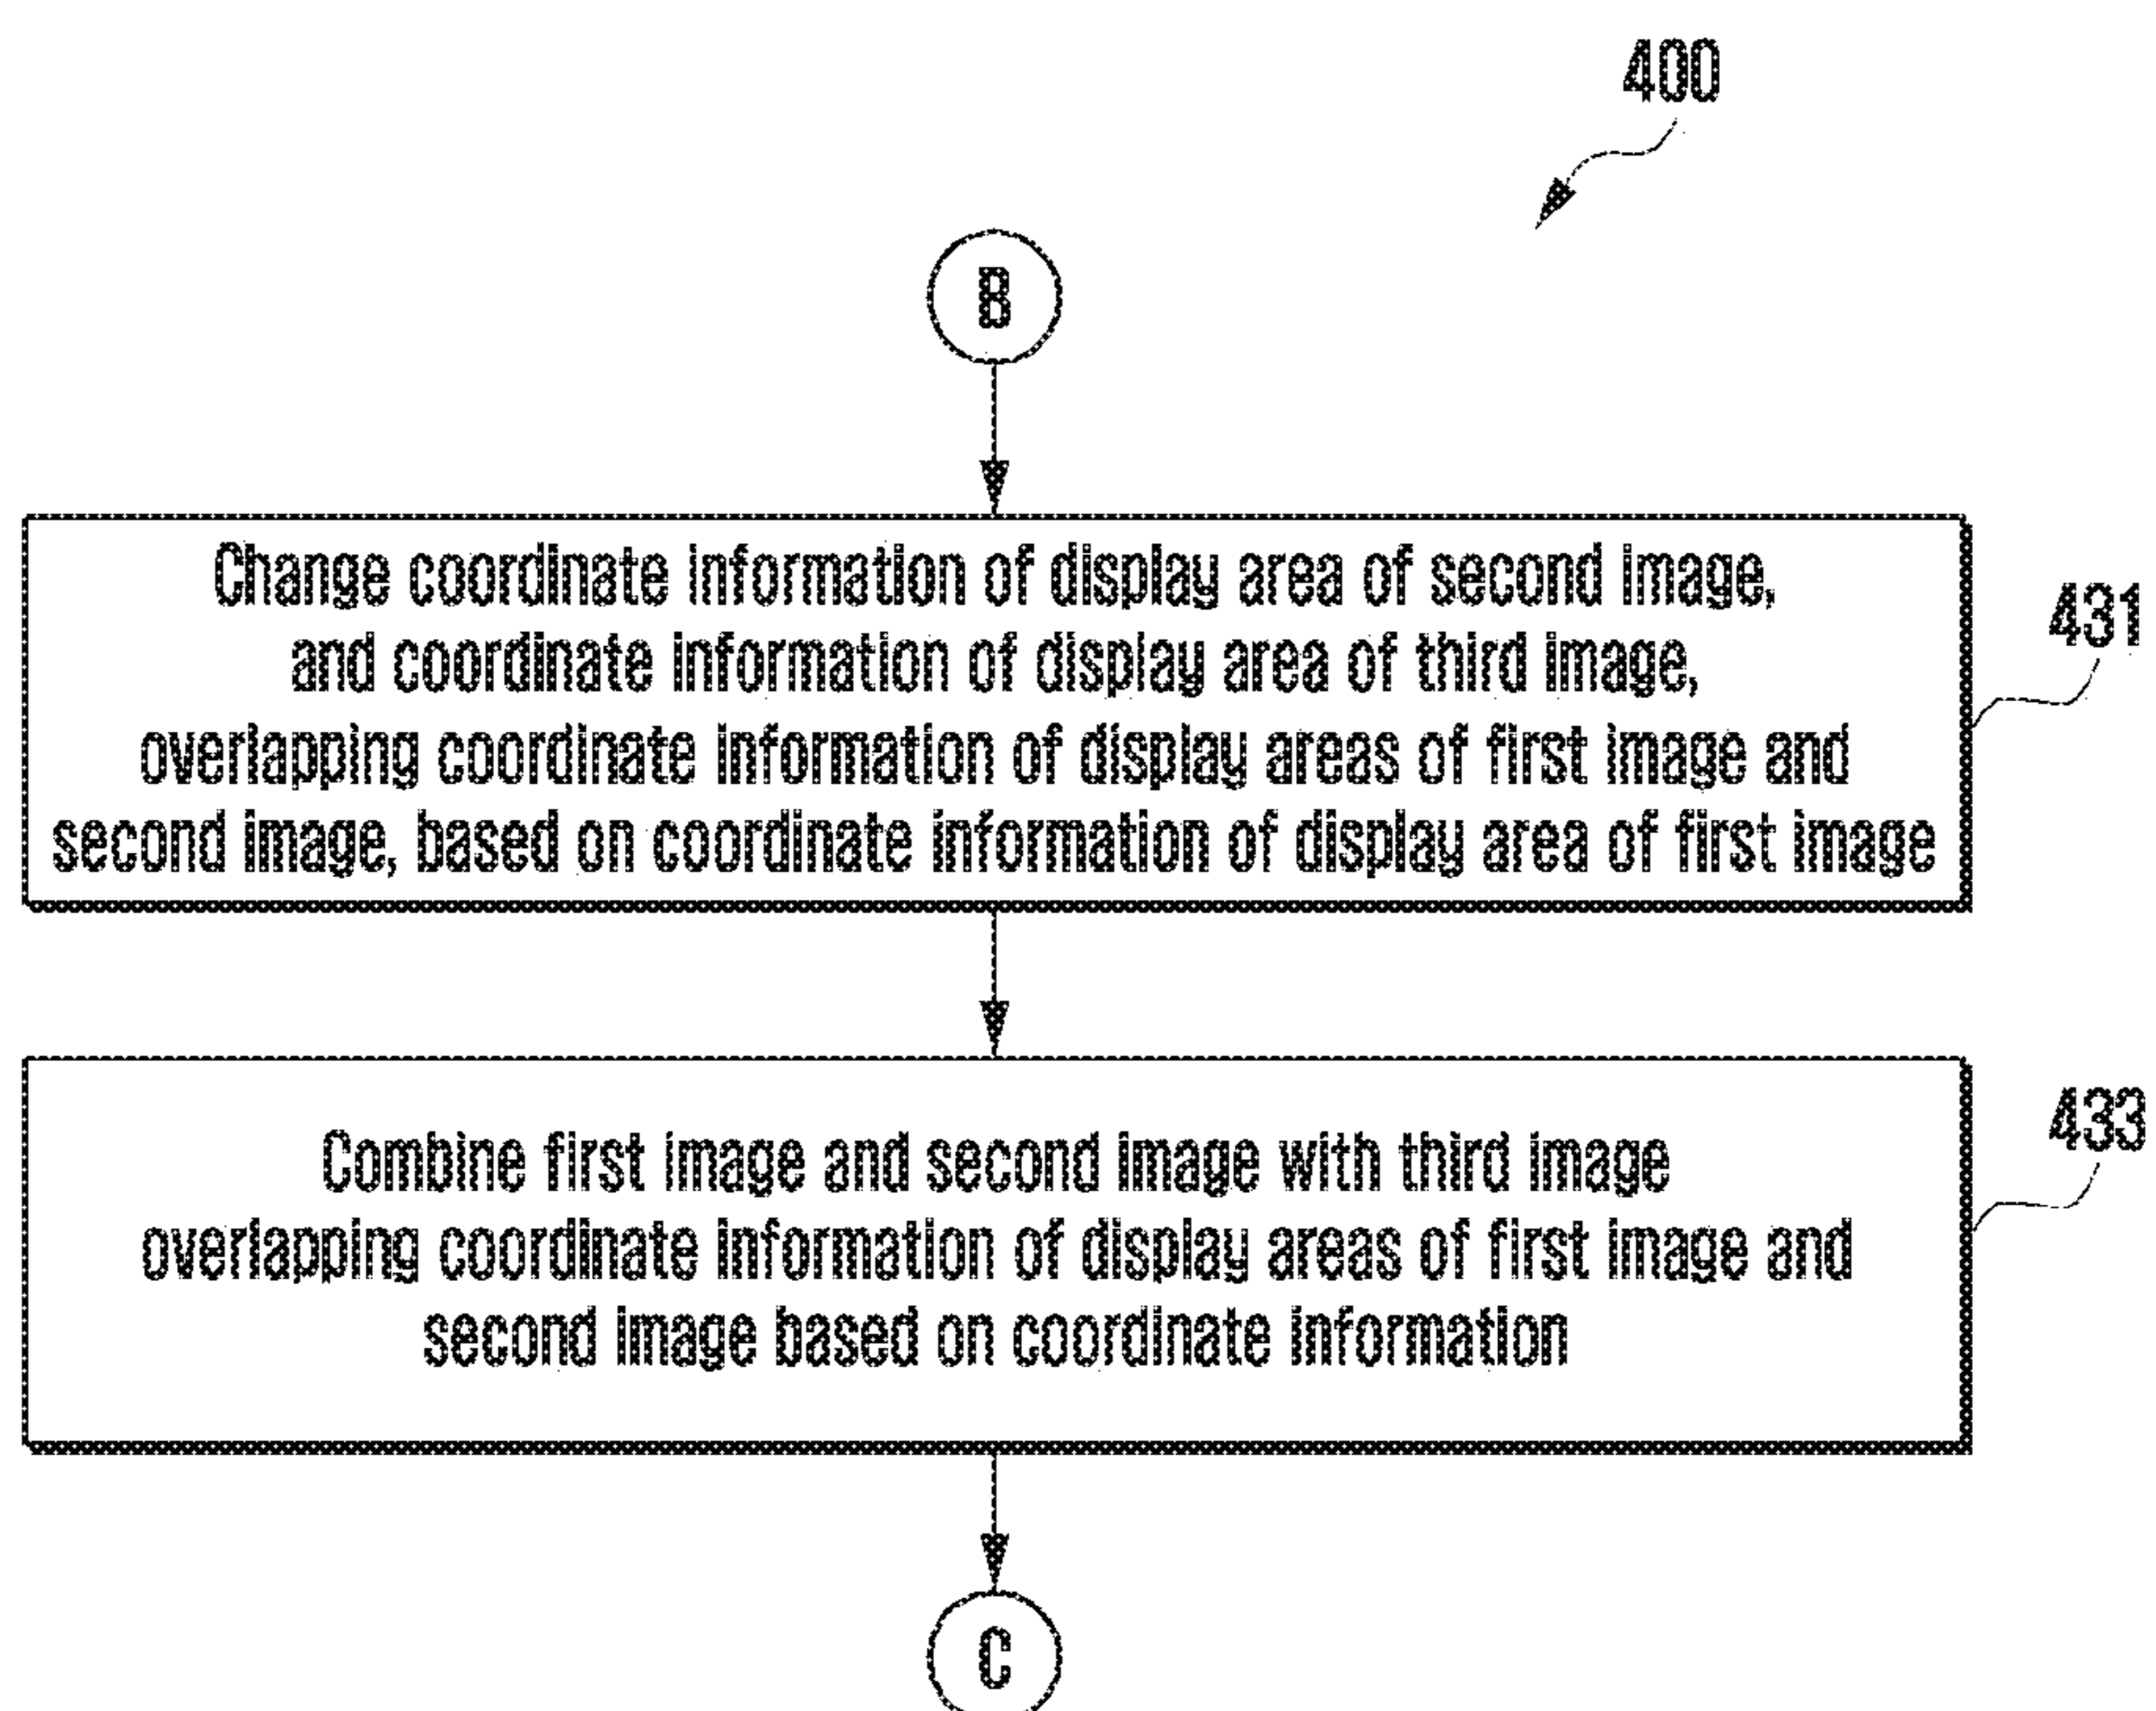 400
B
Change coordinate information of display area of second image,
and coordinate information of display area of third image,
overlapping coordinate information of display areas of first image and
second image, based on coordinate information of display area of first image
431
Combine first image and second image with third image
overlapping coordinate information of display areas of first image and
second image based on coordinate information
433
C